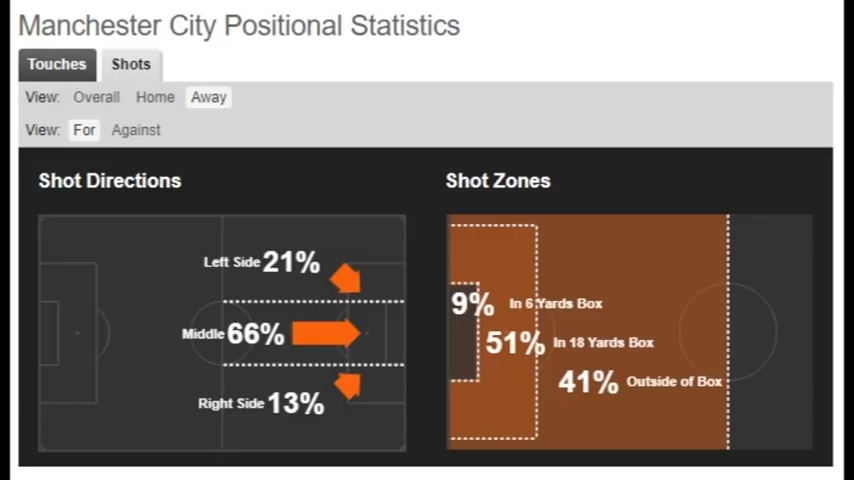 Manchester City Positional Statistics
Touches Shots
View: Overall Home Away
View: For Against
Shot Directions
Left Side 21%
Middle 66%
Right Side 13%
Shot Zones
9% In 6 Yards Box
51% In 18 Yards Box
41% Outside of Box